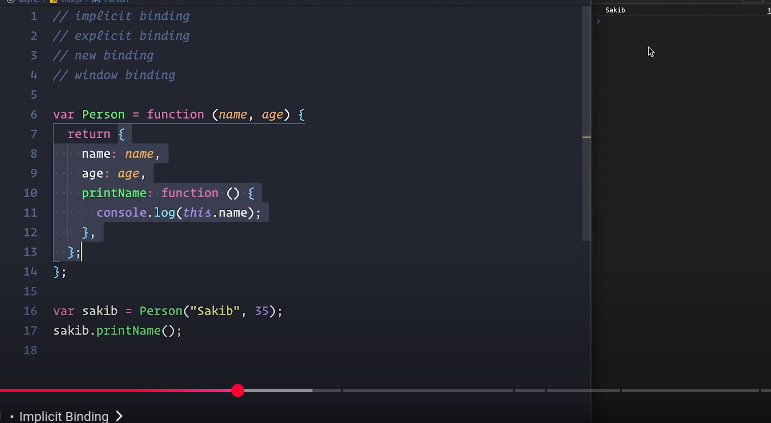 // implicit binding
// explicit binding
// new binding
// window binding
var Person = function (name, age) {
return {
name: name,
age: age,
printName: function () {
console.log(this.name);
},
};
};
var sakib = Person("Sakib", 35);
sakib.printName();
1
2
3
4
5
6
7
8
9
10
11
12
13
14
15
16
17
18
Sakib
• Implicit Binding >